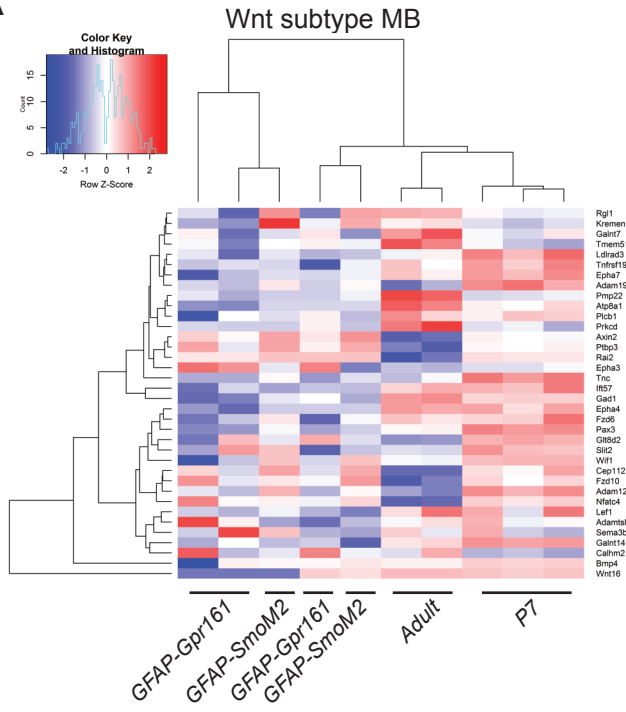 A
Wnt subtype MB
Color Key
and Histogram
Count
0 5 10 15
-2 -1 0 1 2
Row Z-Score
Rgl1
Kremen
Galnt7
Tmem5
Ldlrad3
Tnfrsf19
Epha7
Adam19
Pmp22
Atp8a1
Plcb1
Prkcd
Axin2
Ptbp3
Rai2
Epha3
Tnc
Ift57
Gad1
Epha4
Fzd6
Pax3
Glt8d2
Slit2
Wif1
Cep112
Fzd10
Adam12
Nfatc4
Lef1
Adamtsl
Sema3b
Galnt14
Calhm2
Bmp4
Wnt16
GFAP-Gpr161
GFAP-SmoM2
GFAP-Gpr161
GFAP-SmoM2
Adult
P7